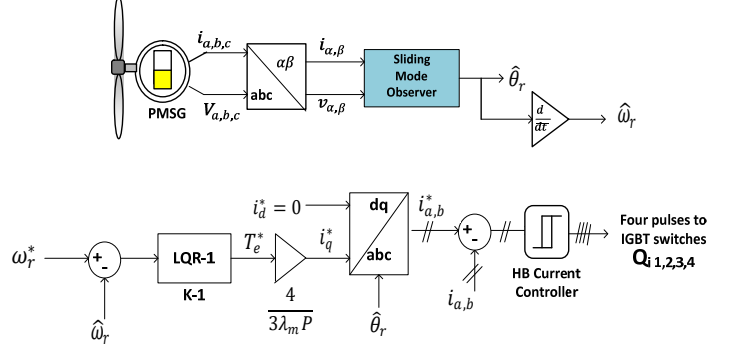 i_{a,b,c}
V_{a,b,c}
PMSG
αβ
abc
i_{α,β}
v_{α,β}
Sliding
Mode
Observer
θ̂_r
d
dt
ω̂_r
ω_r^*
+
-
ω̂_r
LQR-1
K-1
T_e^*
4
3λ_m P
i_d^* = 0
i_q^*
dq
abc
θ̂_r
i_{a,b}^*
+
-
i_{a,b}
HB Current
Controller
Four pulses to
IGBT switches
Q_{i 1,2,3,4}